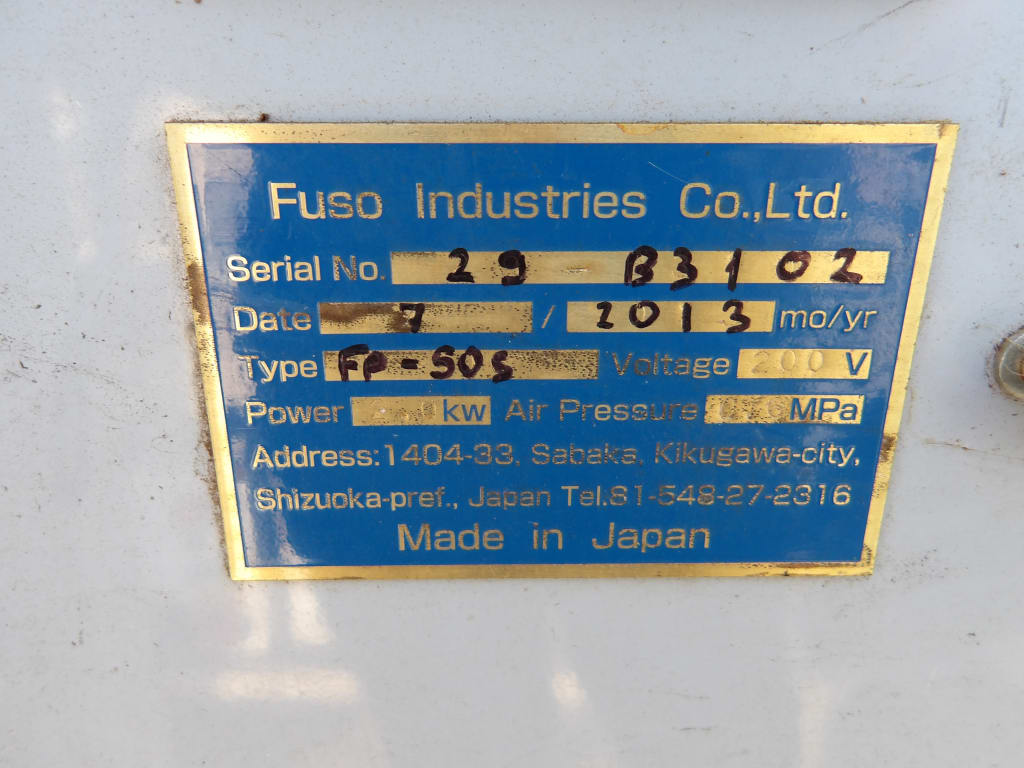 Fuso Industries Co.,Ltd.
Serial No. 29-B3102
Date 7 / 2013 mo/yr
Type FP-50S Voltage 200 V
Power kw Air Pressure MPa
Address:1404-33, Sabaka, Kikugawa-city,
Shizuoka-pref., Japan Tel.81-548-27-2316
Made in Japan